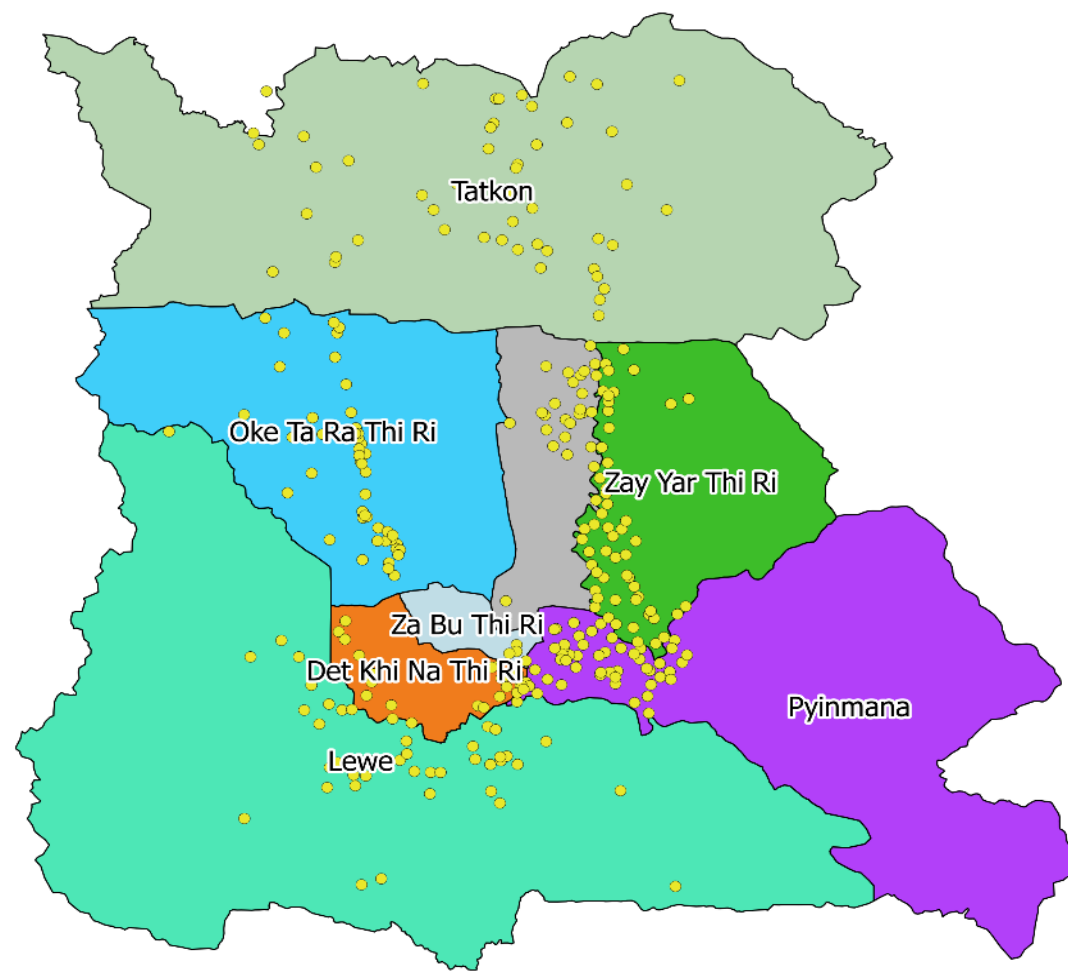 Tatkon
Oke Ta Ra Thi Ri
Zay Yar Thi Ri
Za Bu Thi Ri
Det Khi Na Thi Ri
Pyinmana
Lewe